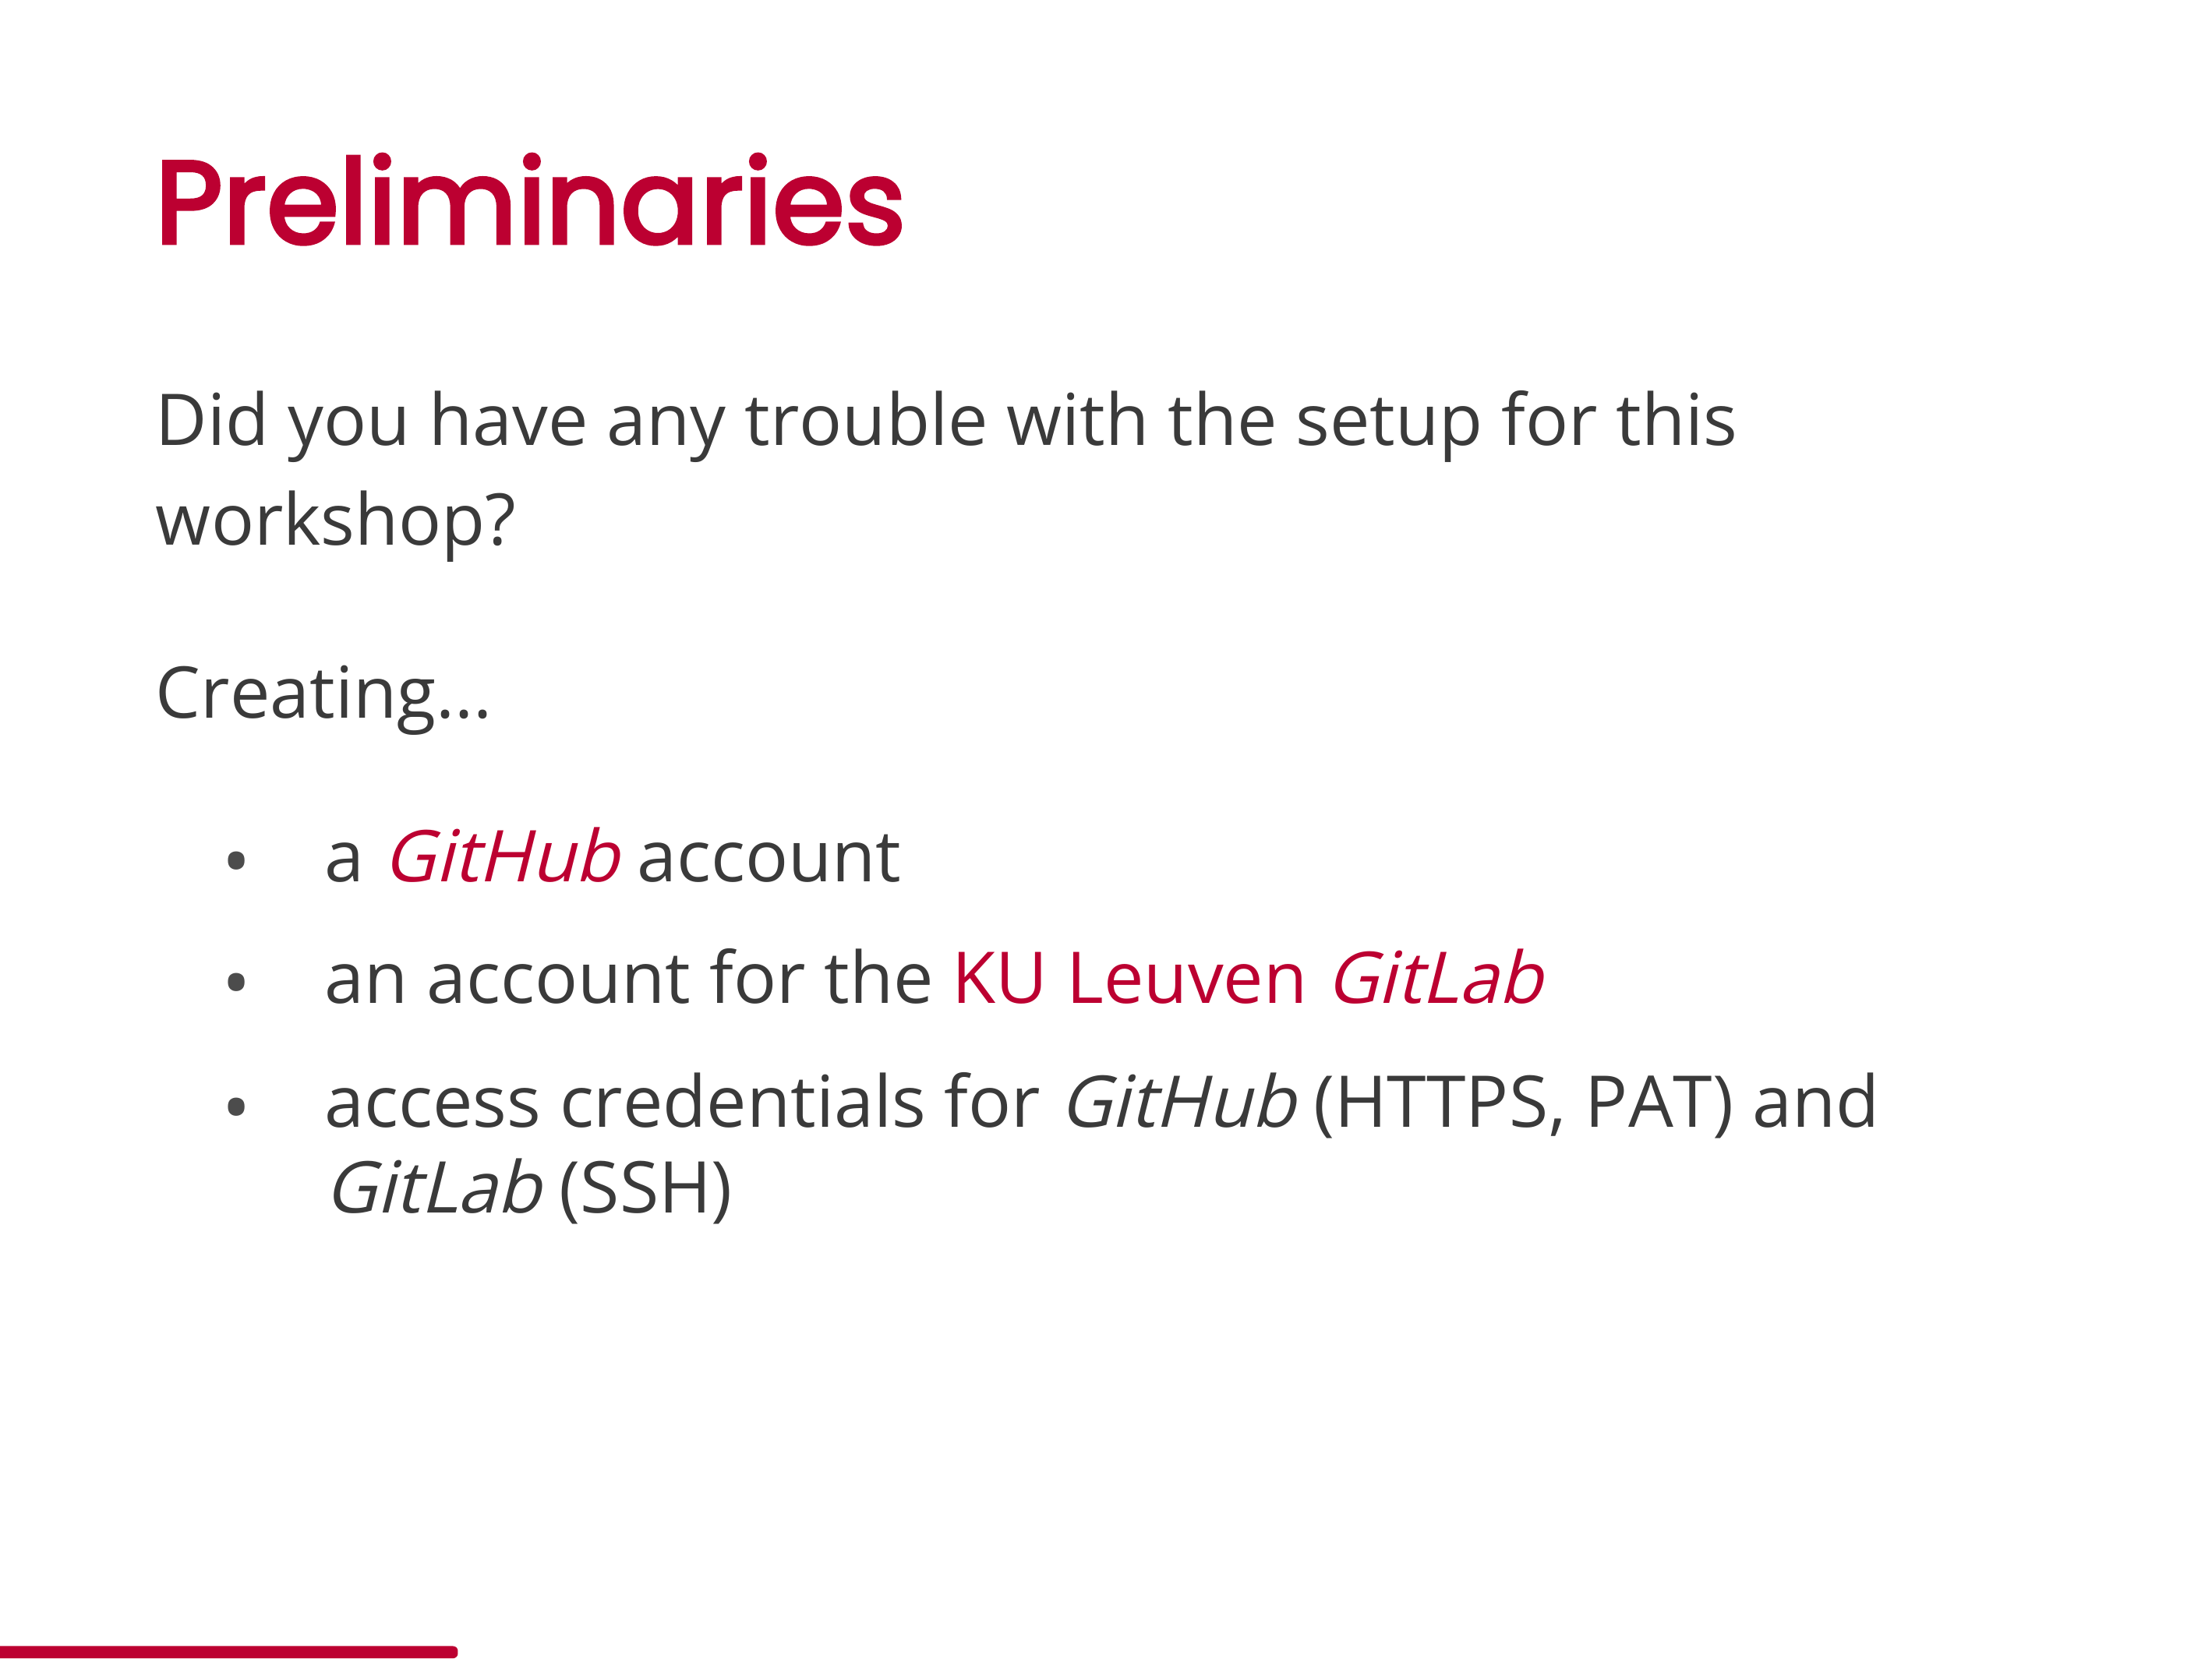 Preliminaries
Did you have any trouble with the setup for this
workshop?
Creating...
• a GitHub account
• an account for the KU Leuven GitLab
• access credentials for GitHub (HTTPS, PAT) and
GitLab (SSH)